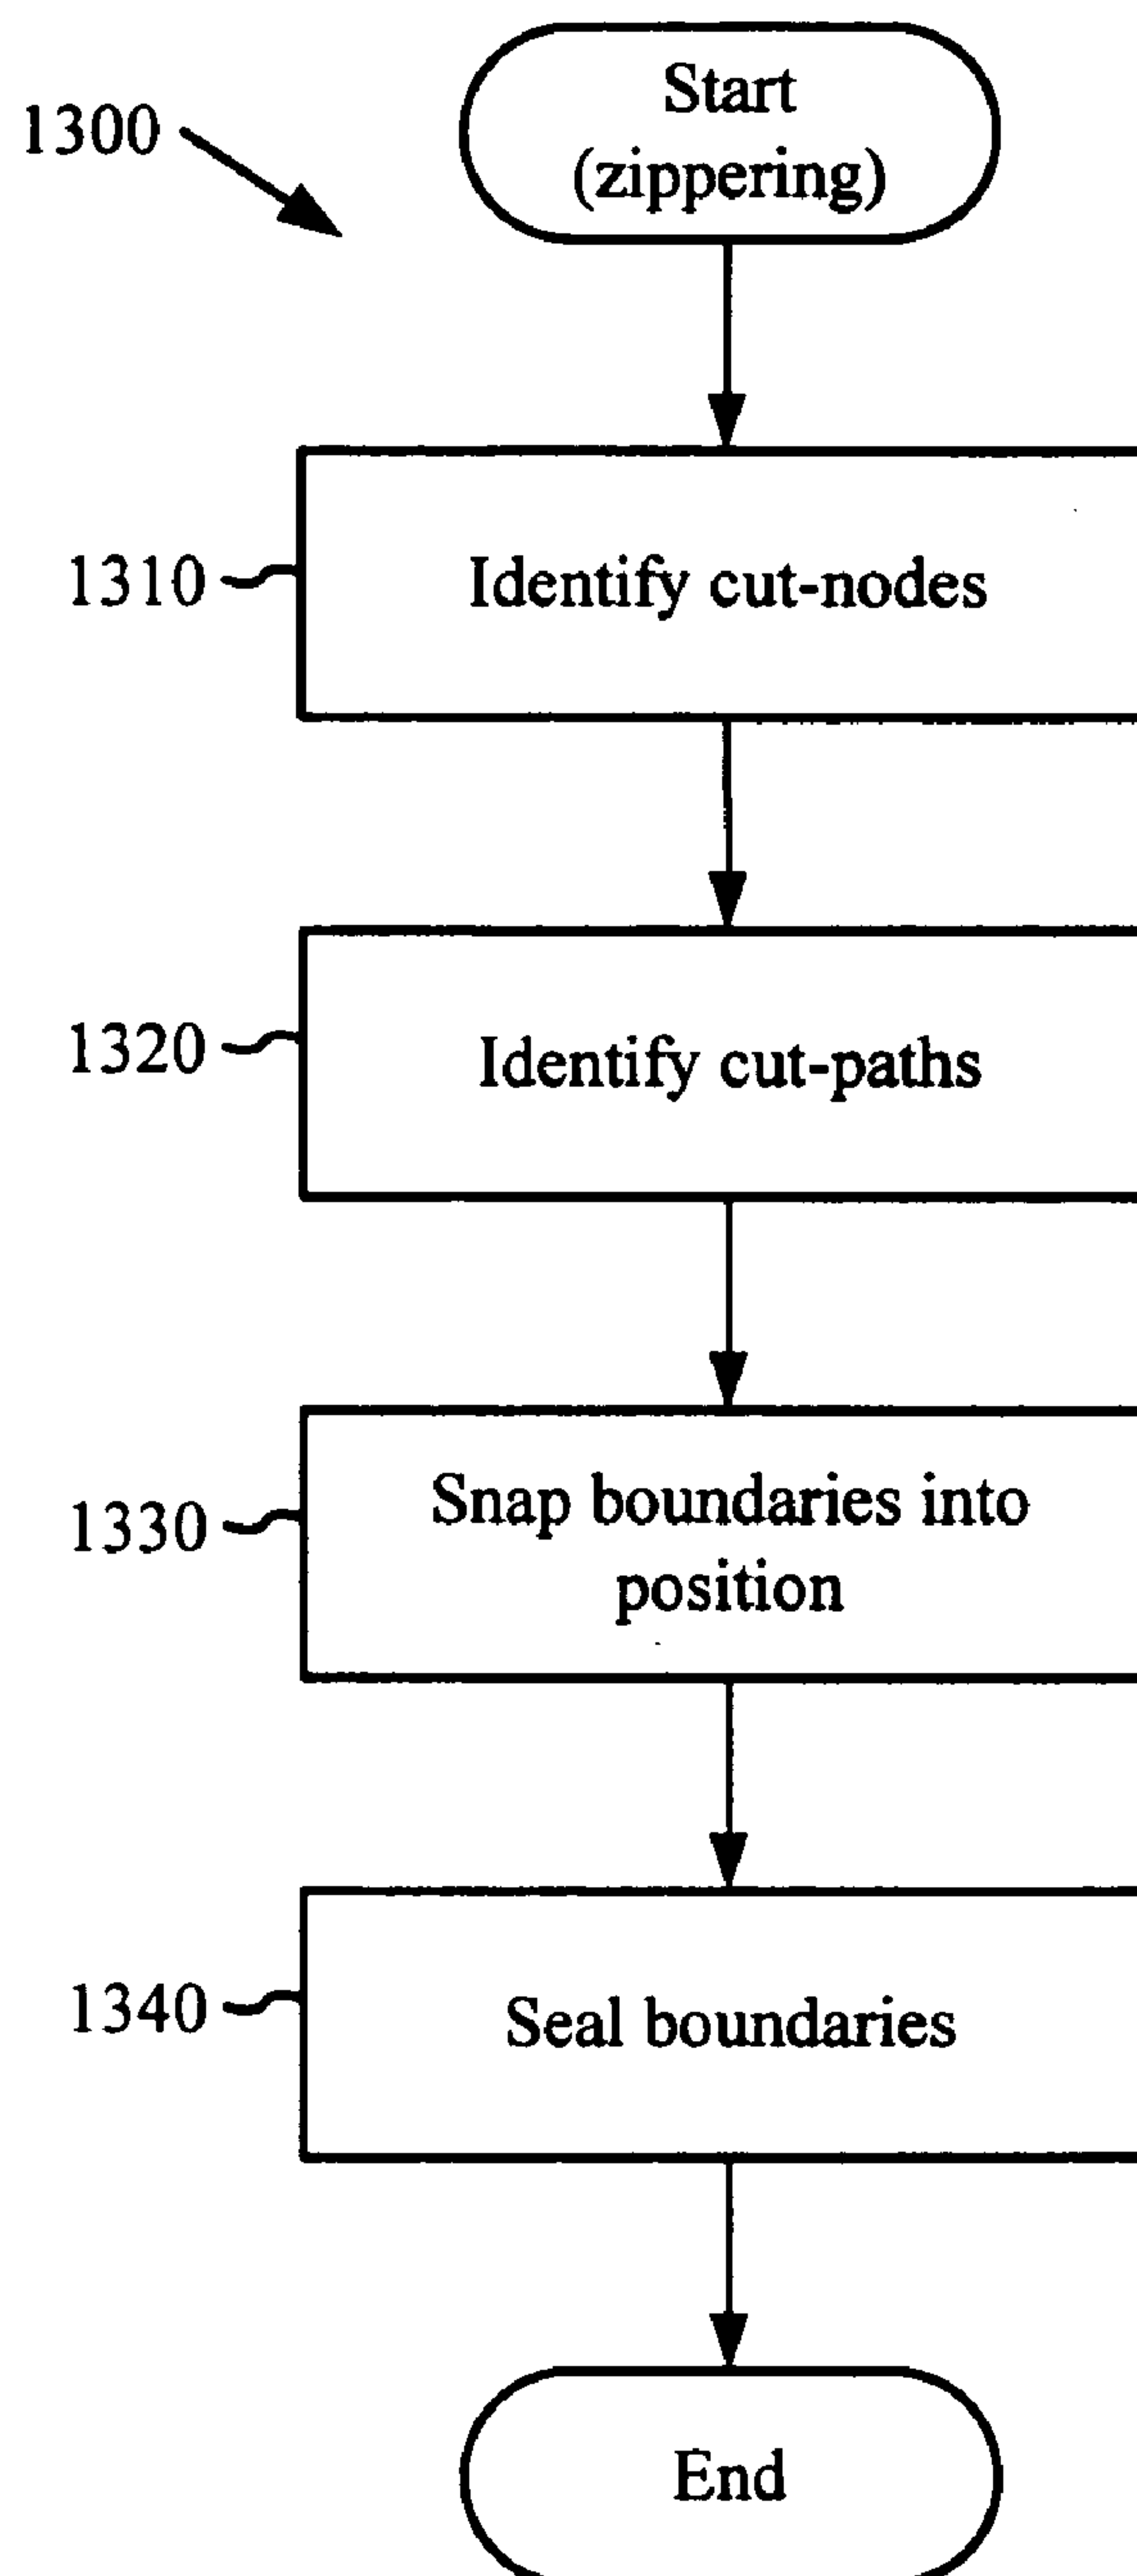 1300
Start
(zippering)
1310
Identify cut-nodes
1320
Identify cut-paths
1330
Snap boundaries into
position
1340
Seal boundaries
End